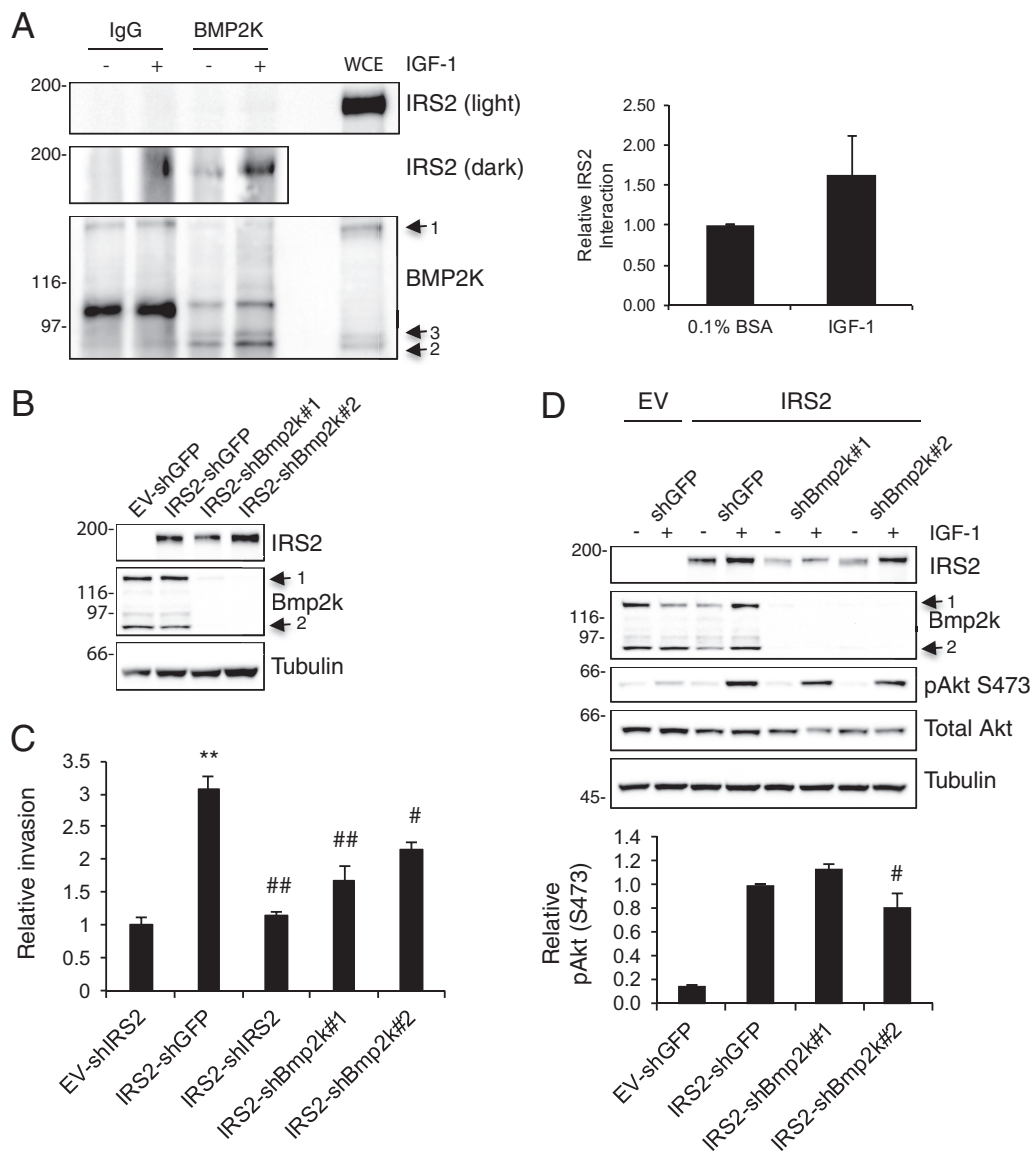 A
IgG BMP2K
- + - + WCE IGF-1
200-
IRS2 (light)
200-
IRS2 (dark)
1
116-
BMP2K
97-
3
2
2.50
2.00
1.50
1.00
0.50
0.00
Relative IRS2
Interaction
0.1% BSA IGF-1
B
EV-shGFP
IRS2-shGFP
IRS2-shBmp2k#1
IRS2-shBmp2k#2
200-
IRS2
116-
97-
1
Bmp2k
2
66-
Tubulin
C
3.5
3
2.5
2
1.5
1
0.5
0
Relative invasion
**
##
##
#
EV-shIRS2
IRS2-shGFP
IRS2-shIRS2
IRS2-shBmp2k#1
IRS2-shBmp2k#2
D
EV IRS2
shGFP
shGFP
shBmp2k#1
shBmp2k#2
- + - + - + - + IGF-1
200-
IRS2
116-
97-
1
Bmp2k
2
66-
pAkt S473
66-
Total Akt
45-
Tubulin
1.4
1.2
1.0
0.8
0.6
0.4
0.2
0.0
Relative
pAkt (S473)
#
EV-shGFP
IRS2-shGFP
IRS2-shBmp2k#1
IRS2-shBmp2k#2